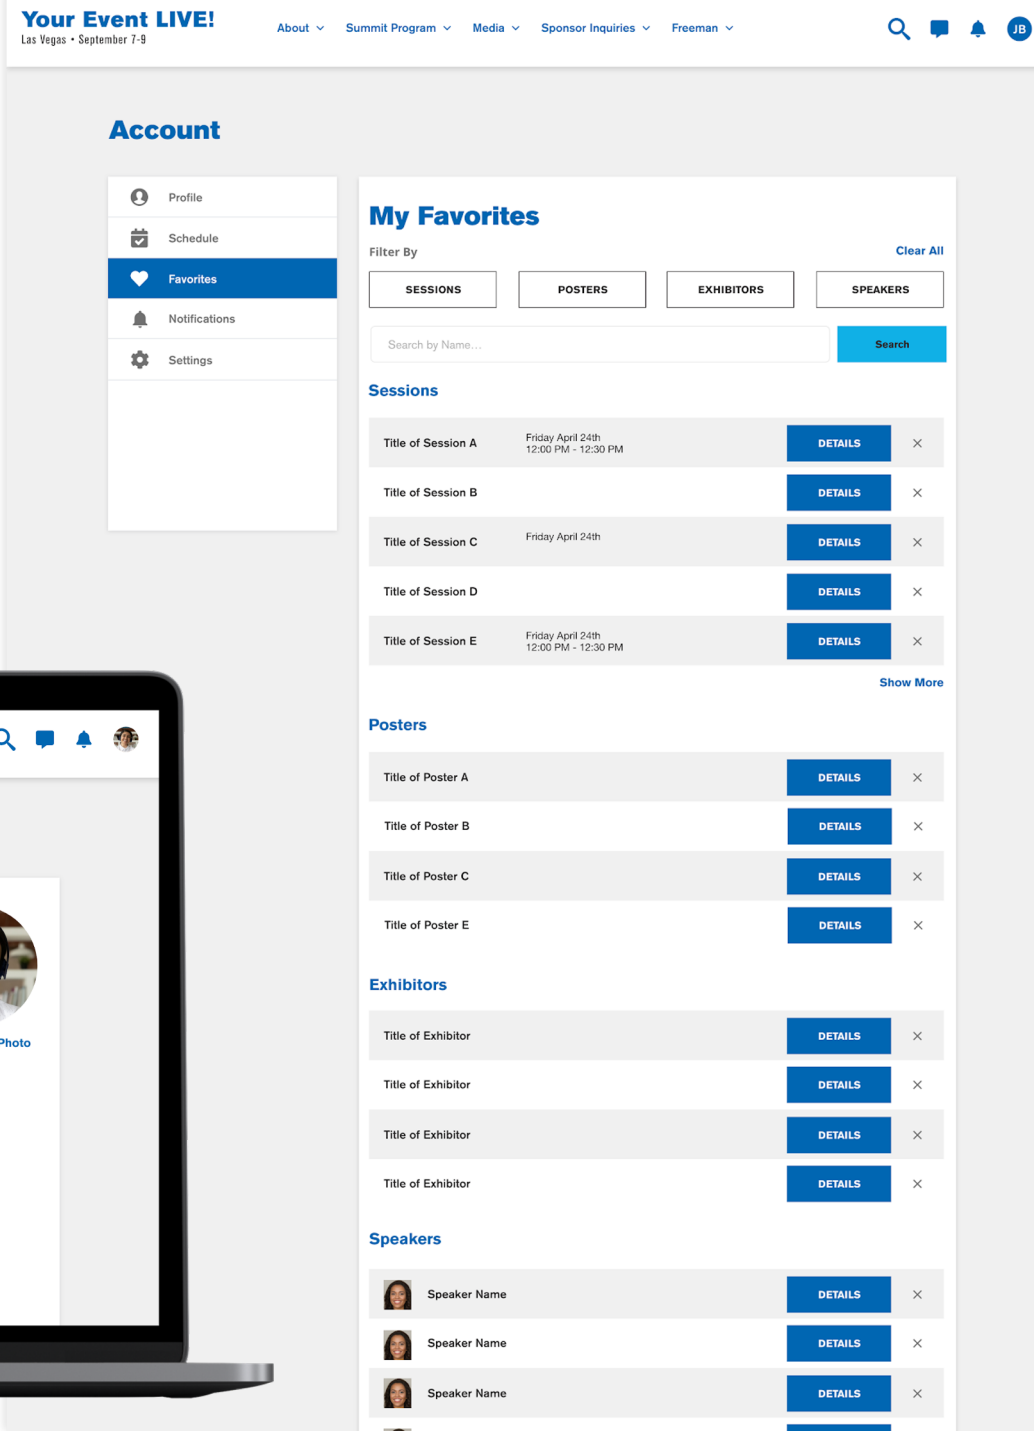 Your Event LIVE!
Las Vegas • September 7-9
About
Summit Program
Media
Sponsor Inquiries
Freeman
JB
Account
Profile
Schedule
Favorites
Notifications
Settings
My Favorites
Filter By
Clear All
SESSIONS
POSTERS
EXHIBITORS
SPEAKERS
Search by Name...
Search
Sessions
Title of Session A
Friday April 24th
12:00 PM - 12:30 PM
DETAILS
Title of Session B
DETAILS
Title of Session C
Friday April 24th
DETAILS
Title of Session D
DETAILS
Title of Session E
Friday April 24th
12:00 PM - 12:30 PM
DETAILS
Show More
Posters
Title of Poster A
DETAILS
Title of Poster B
DETAILS
Title of Poster C
DETAILS
Title of Poster E
DETAILS
Exhibitors
Title of Exhibitor
DETAILS
Title of Exhibitor
DETAILS
Title of Exhibitor
DETAILS
Title of Exhibitor
DETAILS
Speakers
Speaker Name
DETAILS
Speaker Name
DETAILS
Speaker Name
DETAILS
Photo